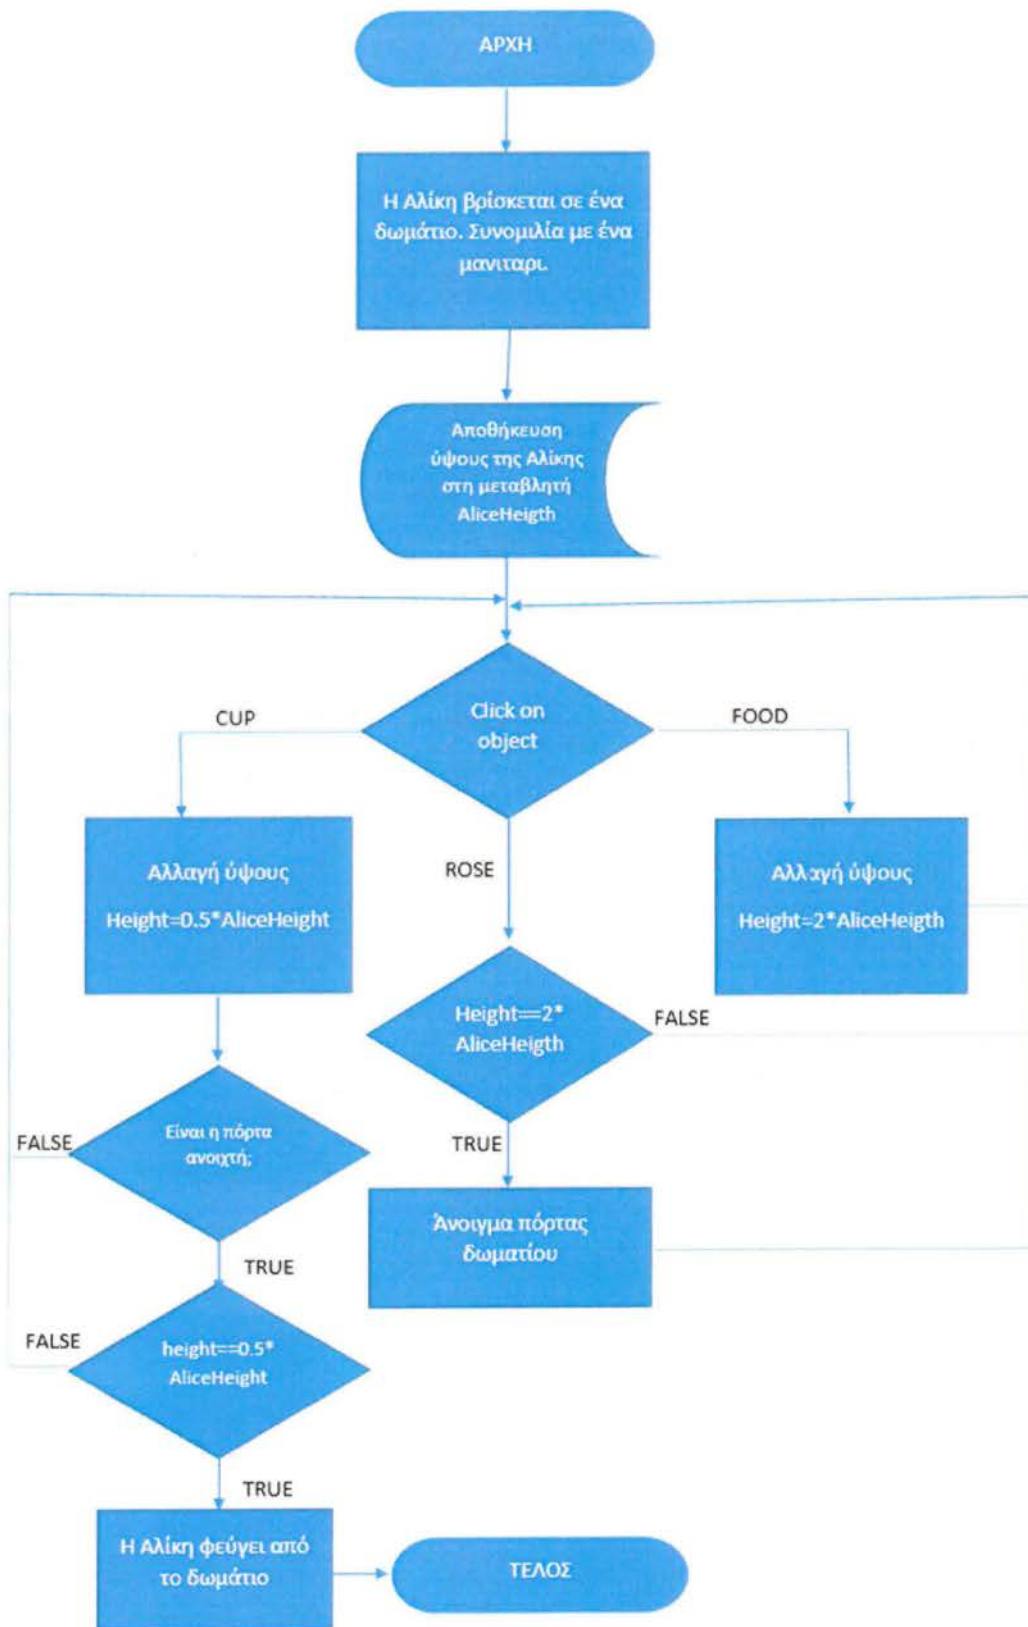 ΑΡΧΗ
Η Αλίκη βρίσκεται σε ένα
δωμάτιο. Συνομιλία με ένα
μανιταρι.
Αποθήκευση
ύψους της Αλίκης
στη μεταβλητή
AliceHeigth
Click on
object
CUP
FOOD
ROSE
Αλλαγή ύψους
Height=0.5*AliceHeight
Αλλαγή ύψους
Height=2*AliceHeigth
Height==2*
AliceHeigth
FALSE
TRUE
Είναι η πόρτα
ανοιχτή;
FALSE
TRUE
Άνοιγμα πόρτας
δωματίου
height==0.5*
AliceHeight
FALSE
TRUE
Η Αλίκη φεύγει από
το δωμάτιο
ΤΕΛΟΣ